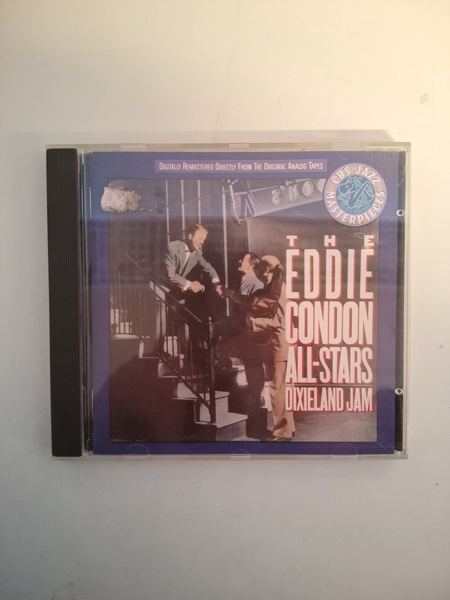 DIGITALLY REMASTERED DIRECTLY FROM THE ORIGINAL ANALOG TAPES
CBS JAZZ MASTERPIECES
THE
EDDIE
CONDON
ALL-STARS
DIXIELAND JAM